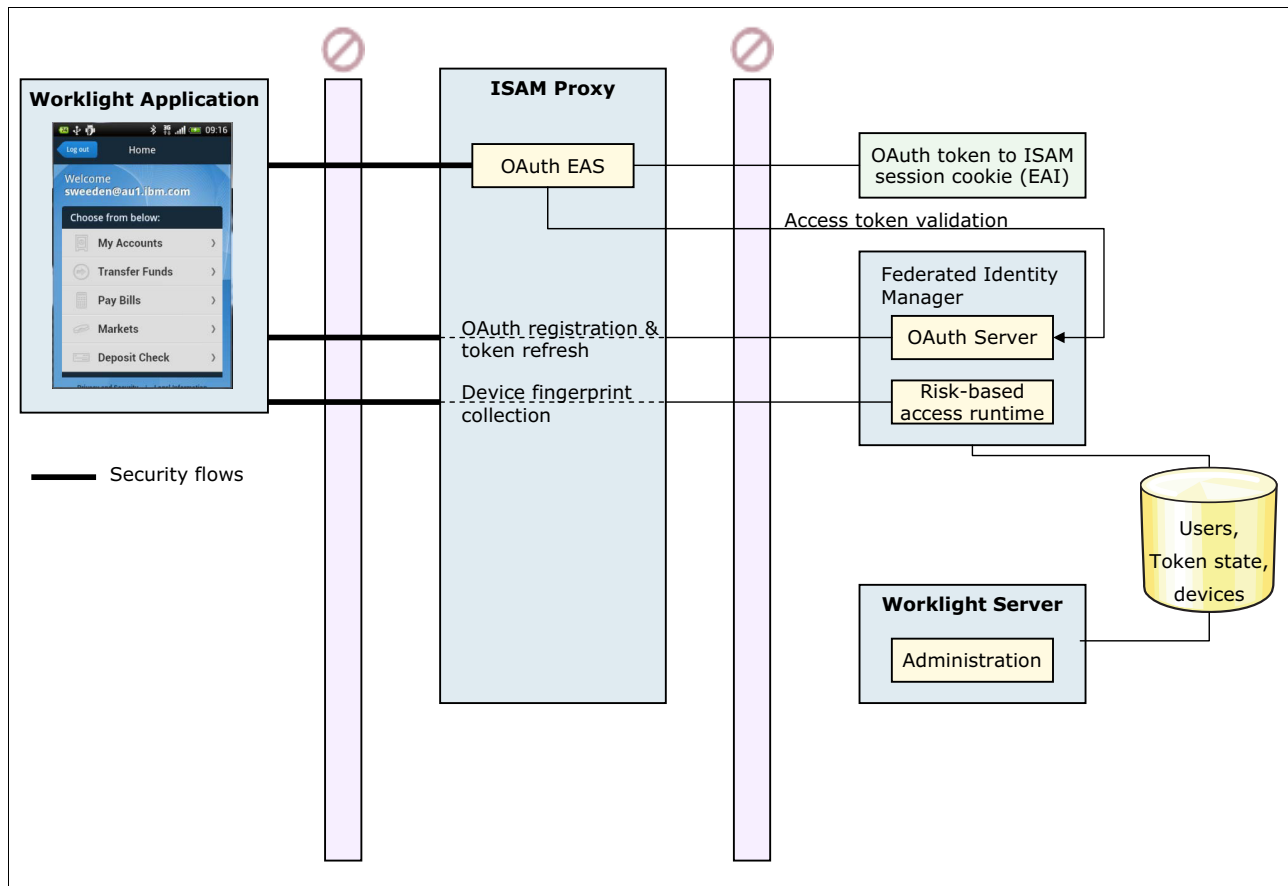 Worklight Application
09:16
Log out
Home
Welcome
sweeden@au1.ibm.com
Choose from below:
My Accounts
Transfer Funds
Pay Bills
Markets
Deposit Check
Security flows
ISAM Proxy
OAuth EAS
OAuth token to ISAM
session cookie (EAI)
Access token validation
Federated Identity
Manager
OAuth registration &
token refresh
OAuth Server
Device fingerprint
collection
Risk-based
access runtime
Users,
Token state,
devices
Worklight Server
Administration